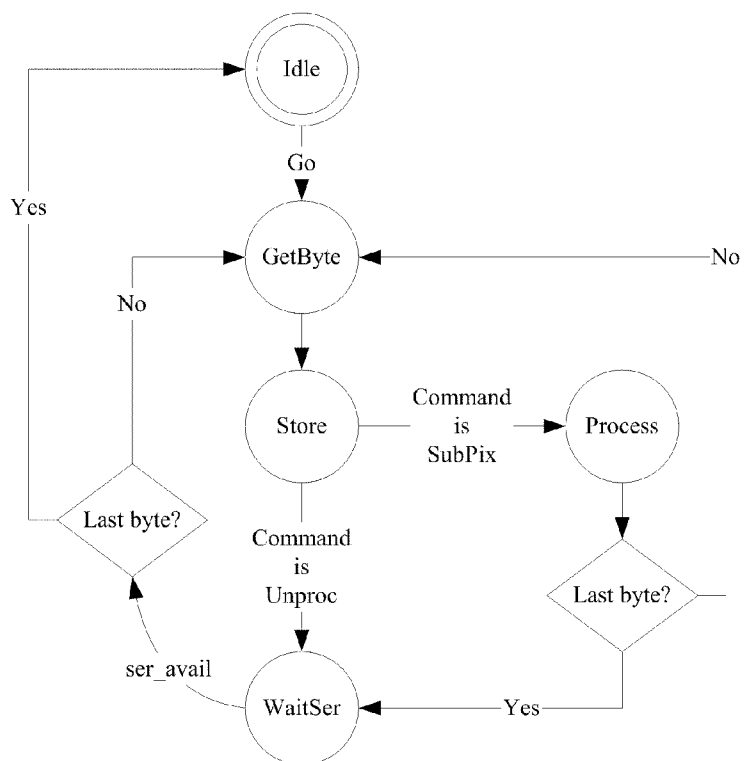 Idle
Go
Yes
GetByte
No
No
Store
Command
is
SubPix
Process
Last byte?
Command
is
Unproc
Last byte?
ser_avail
WaitSer
Yes